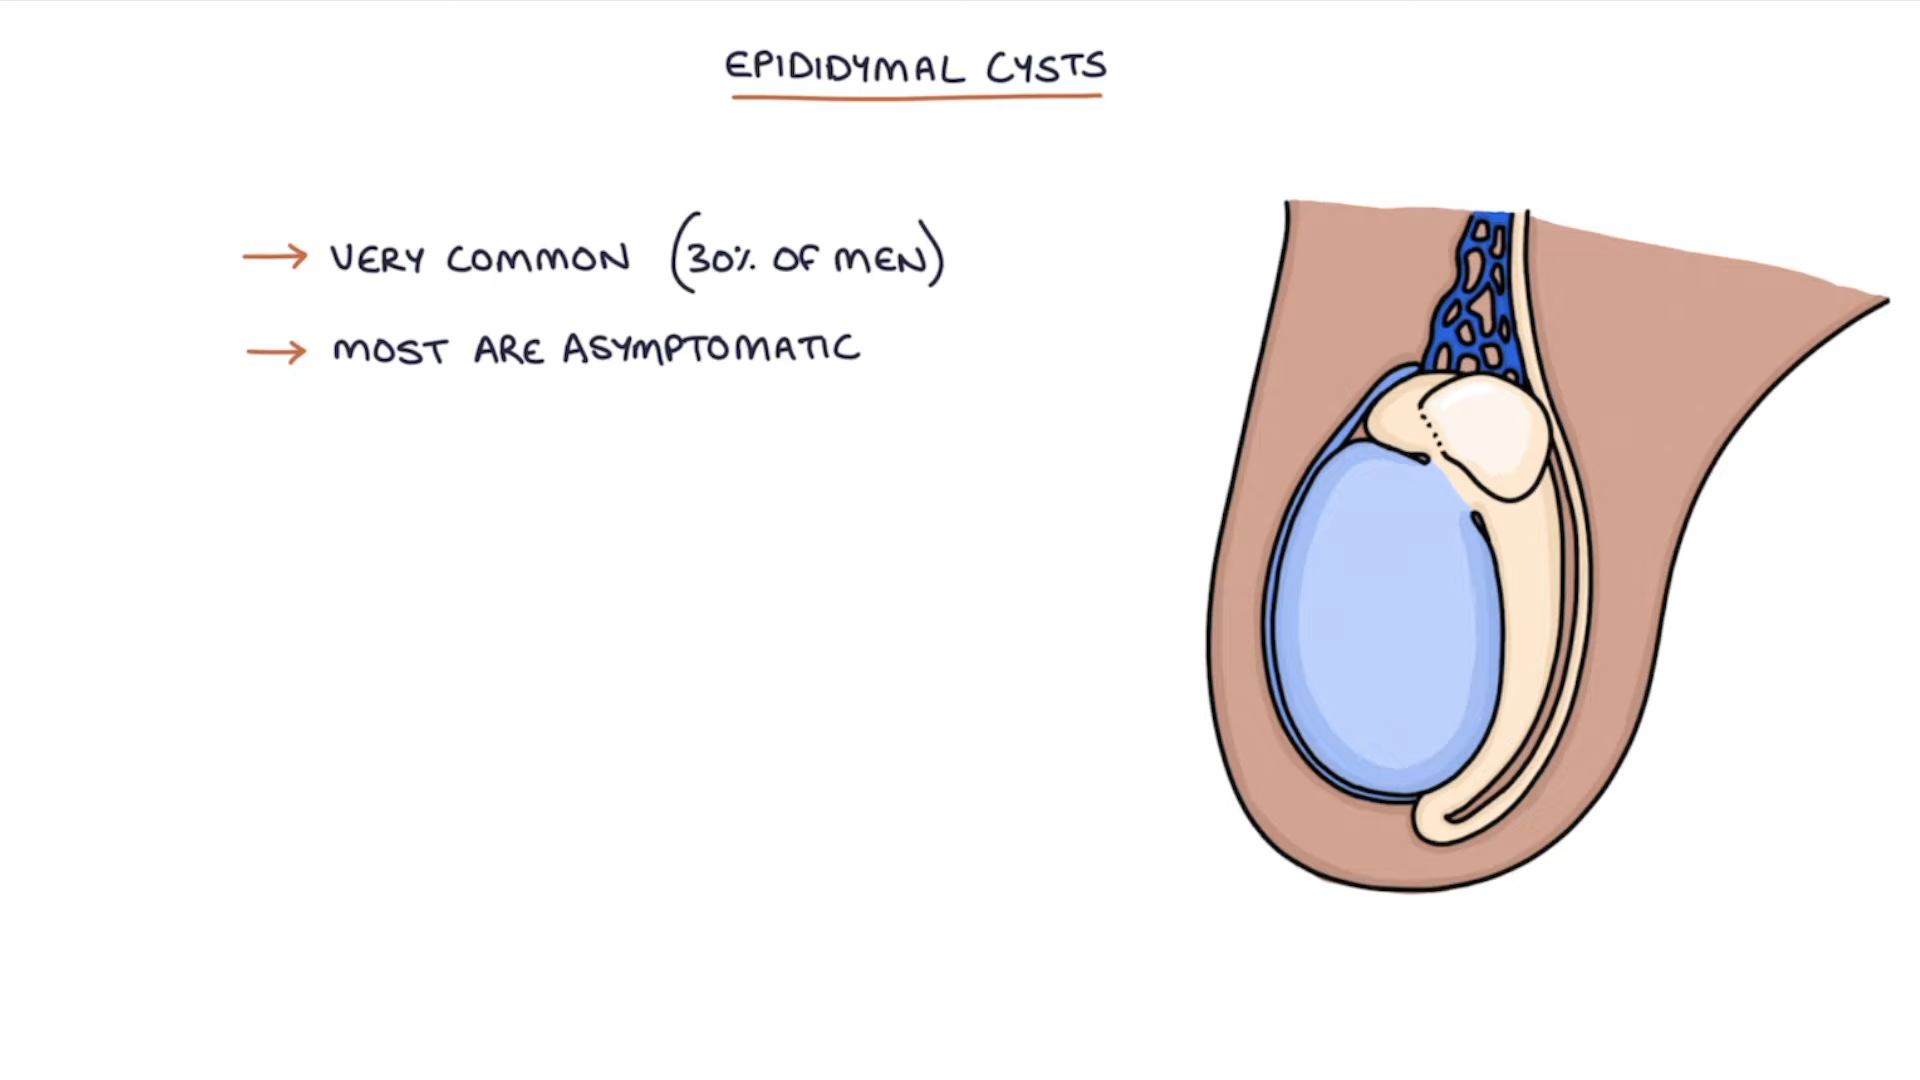 EPIDIDYMAL CYSTS
→ VERY COMMON (30% OF MEN)
→ MOST ARE ASYMPTOMATIC